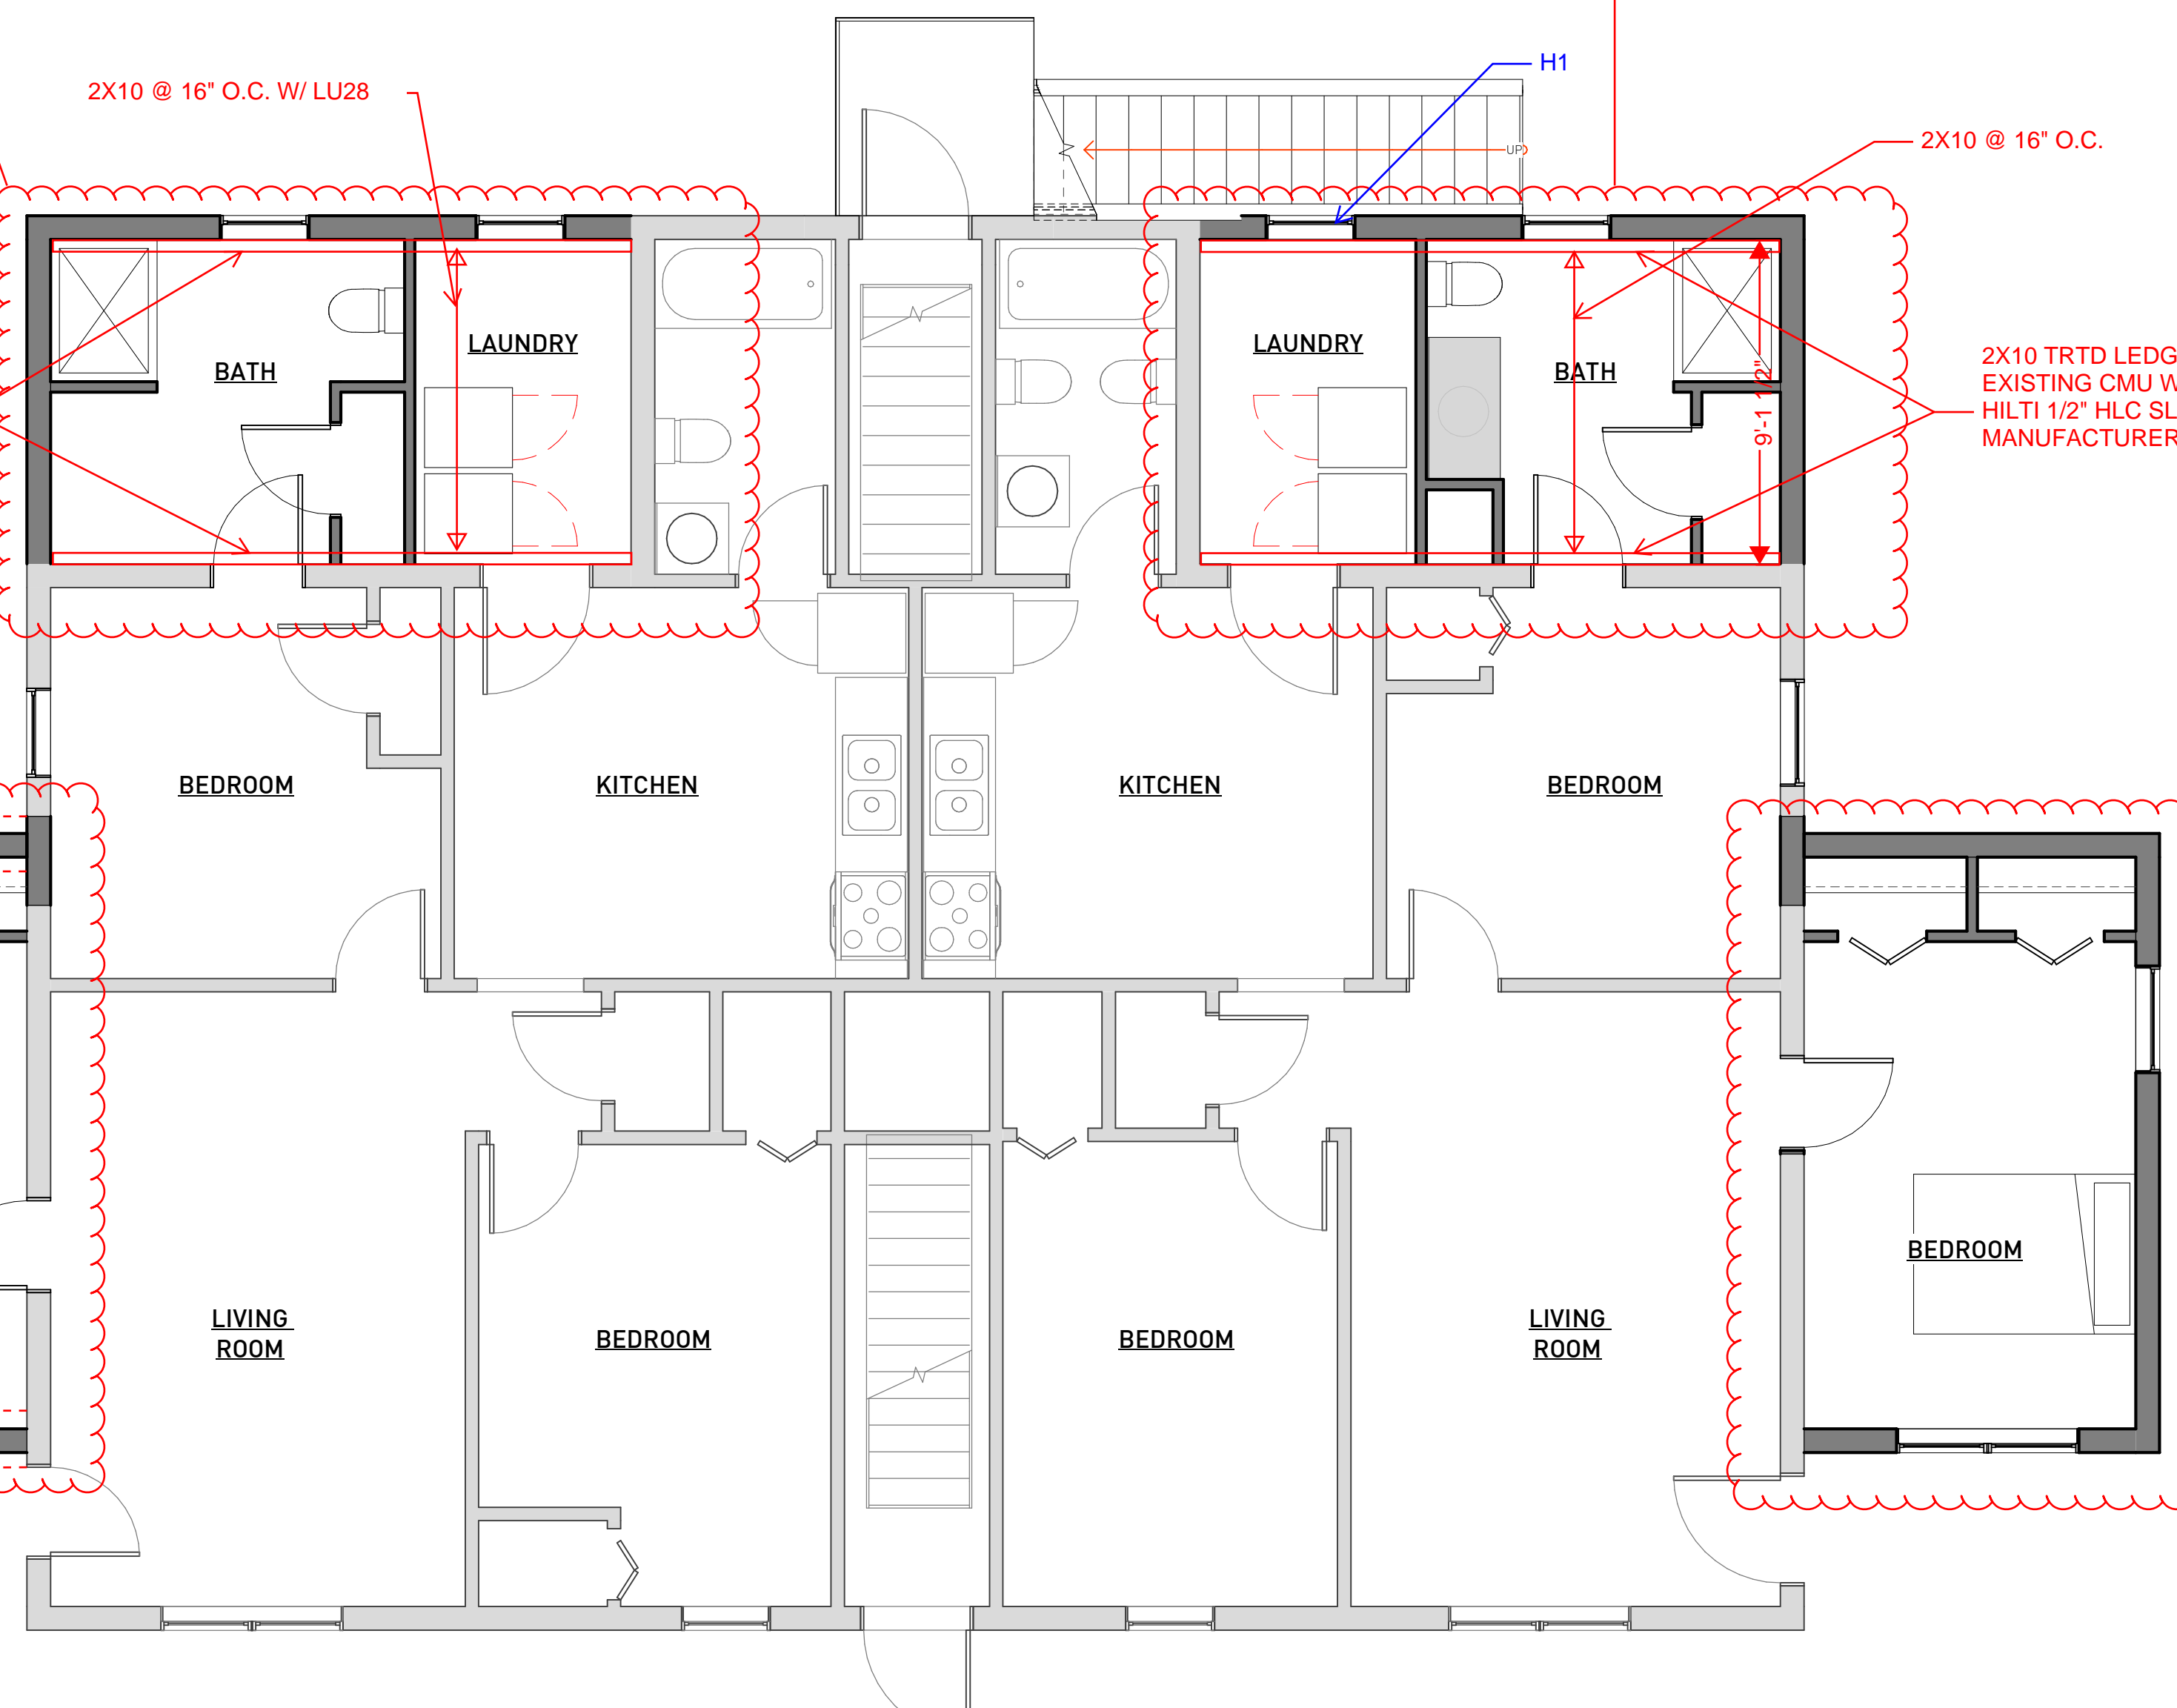 H1
2X10 @ 16" O.C. W/ LU28
2X10 @ 16" O.C.
UP
LAUNDRY
LAUNDRY
BATH
BATH
9'-1 1/2"
2X10 TRTD LEDG
EXISTING CMU W
HILTI 1/2" HLC SL
MANUFACTURER
BEDROOM
KITCHEN
KITCHEN
BEDROOM
BEDROOM
LIVING
ROOM
BEDROOM
BEDROOM
LIVING
ROOM